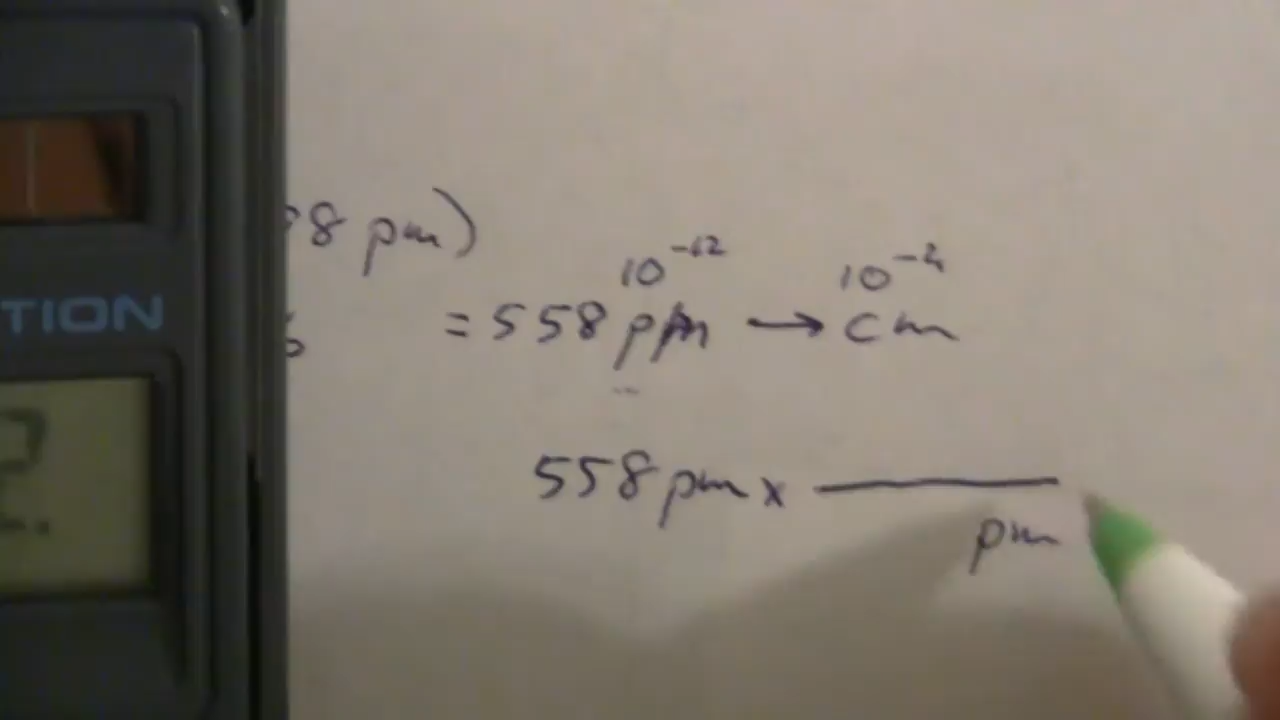 8 pm)
10⁻¹² 10⁻²
TION
= 558 pm → cm
558 pm x
pm